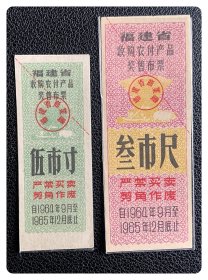 福建省
收购农付产品
奖售布票
伍市寸
严禁买卖
剪角作废
自1964年9月至
1965年12月底止
福建省
收购农付产品
奖售布票
叁市尺
严禁买卖
剪角作废
自1964年9月至
1965年12月底止